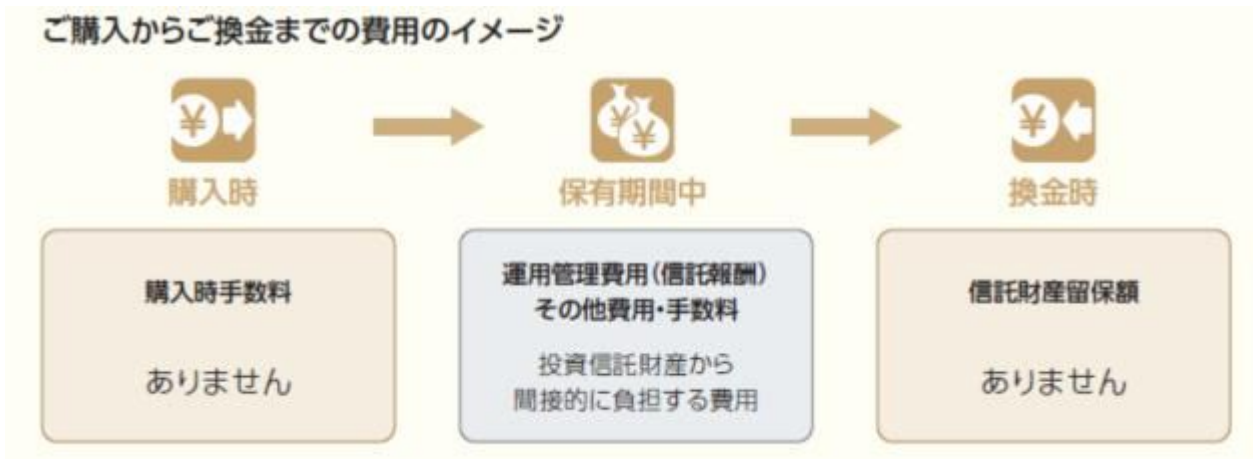 ご購入からご換金までの費用のイメージ
¥
¥
¥
¥
購入時
保有期間中
換金時
購入時手数料
ありません
運用管理費用(信託報酬)
その他費用・手数料
投資信託財産から
間接的に負担する費用
信託財産留保額
ありません